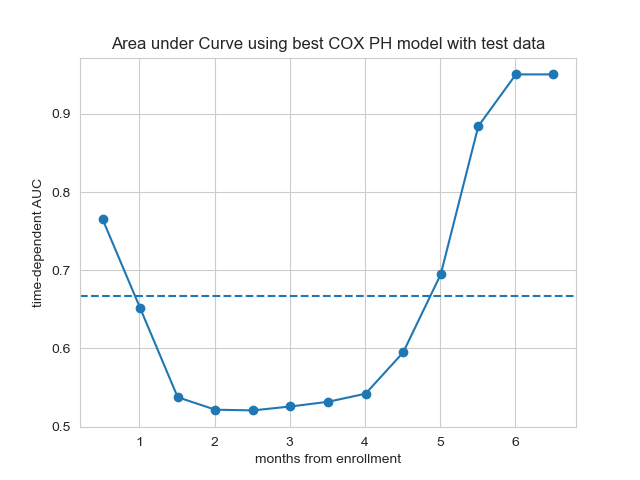 Area under Curve using best COX PH model with test data
time-dependent AUC
0.9
0.8
0.7
0.6
0.5
1 2 3 4 5 6
months from enrollment